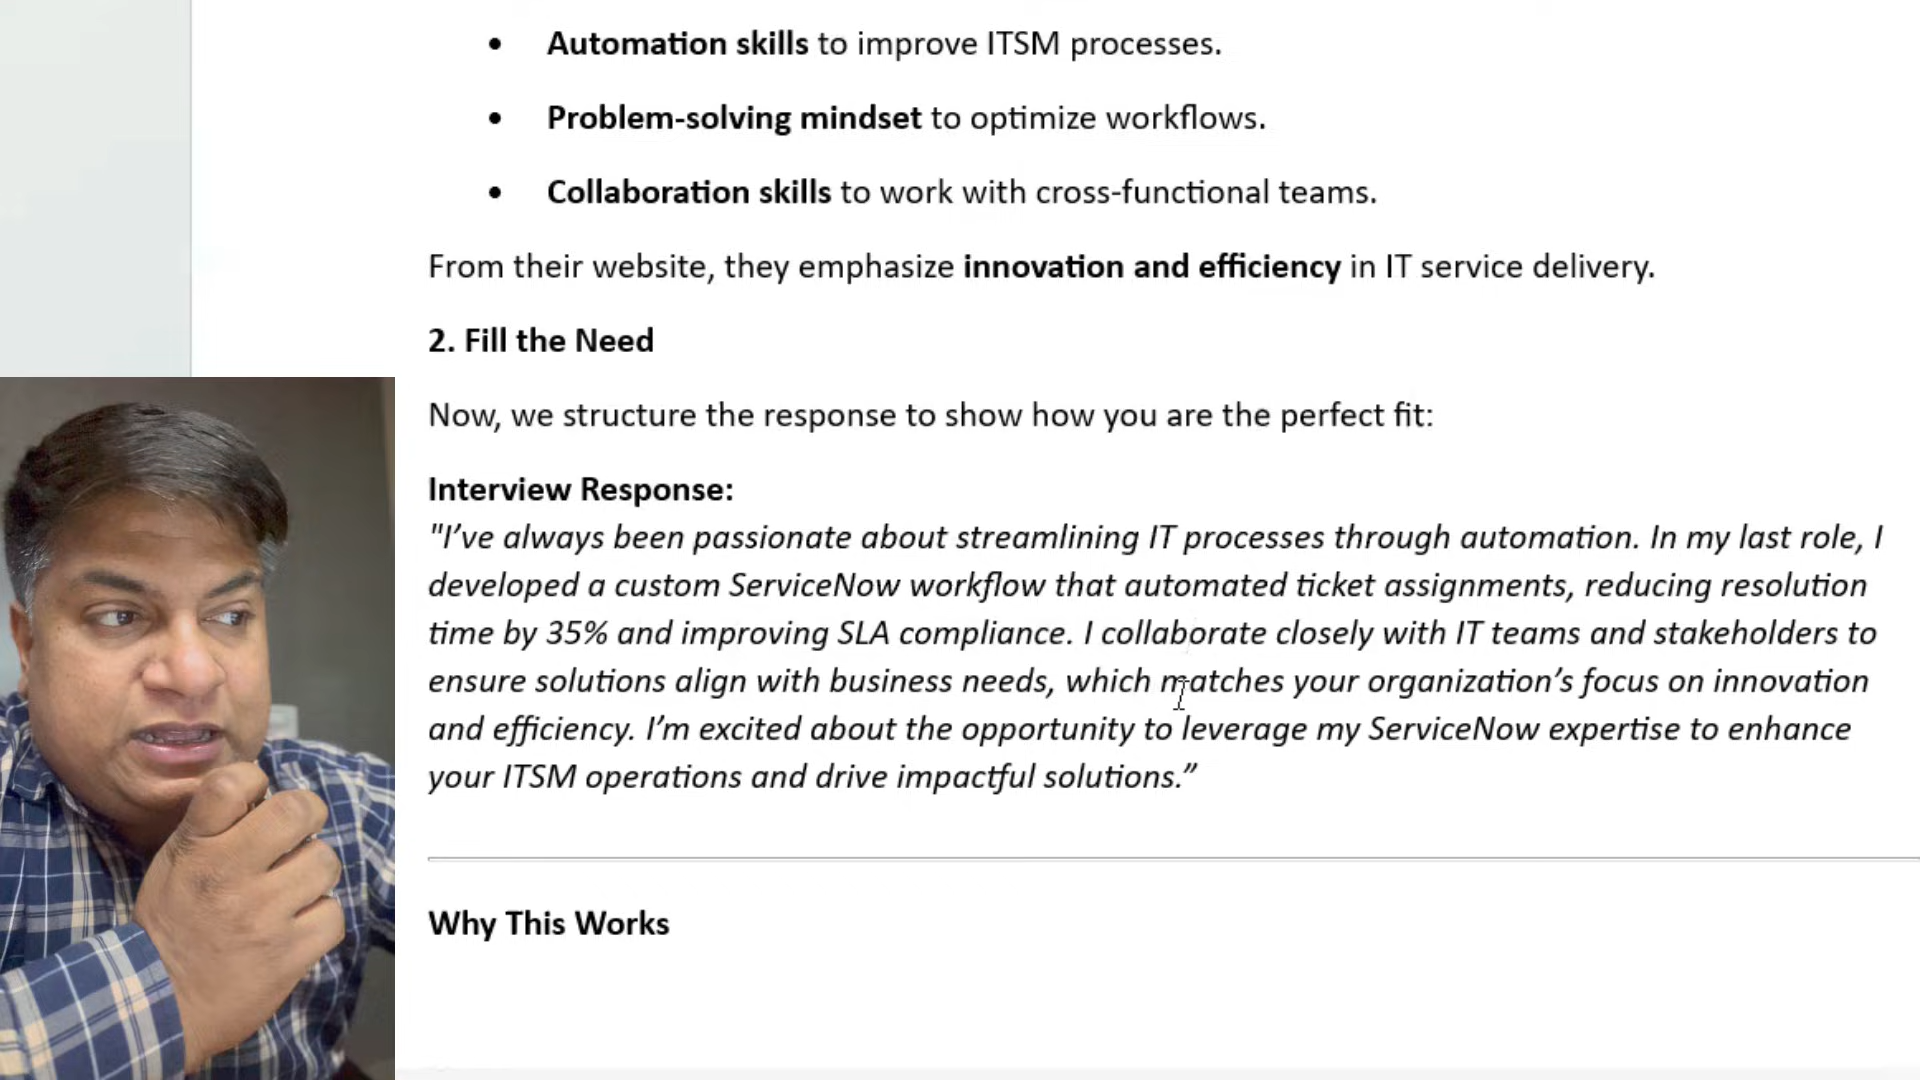 • Automation skills to improve ITSM processes.
• Problem-solving mindset to optimize workflows.
• Collaboration skills to work with cross-functional teams.
From their website, they emphasize innovation and efficiency in IT service delivery.
2. Fill the Need
Now, we structure the response to show how you are the perfect fit:
Interview Response:
"I’ve always been passionate about streamlining IT processes through automation. In my last role, I
developed a custom ServiceNow workflow that automated ticket assignments, reducing resolution
time by 35% and improving SLA compliance. I collaborate closely with IT teams and stakeholders to
ensure solutions align with business needs, which matches your organization’s focus on innovation
and efficiency. I’m excited about the opportunity to leverage my ServiceNow expertise to enhance
your ITSM operations and drive impactful solutions.”
Why This Works